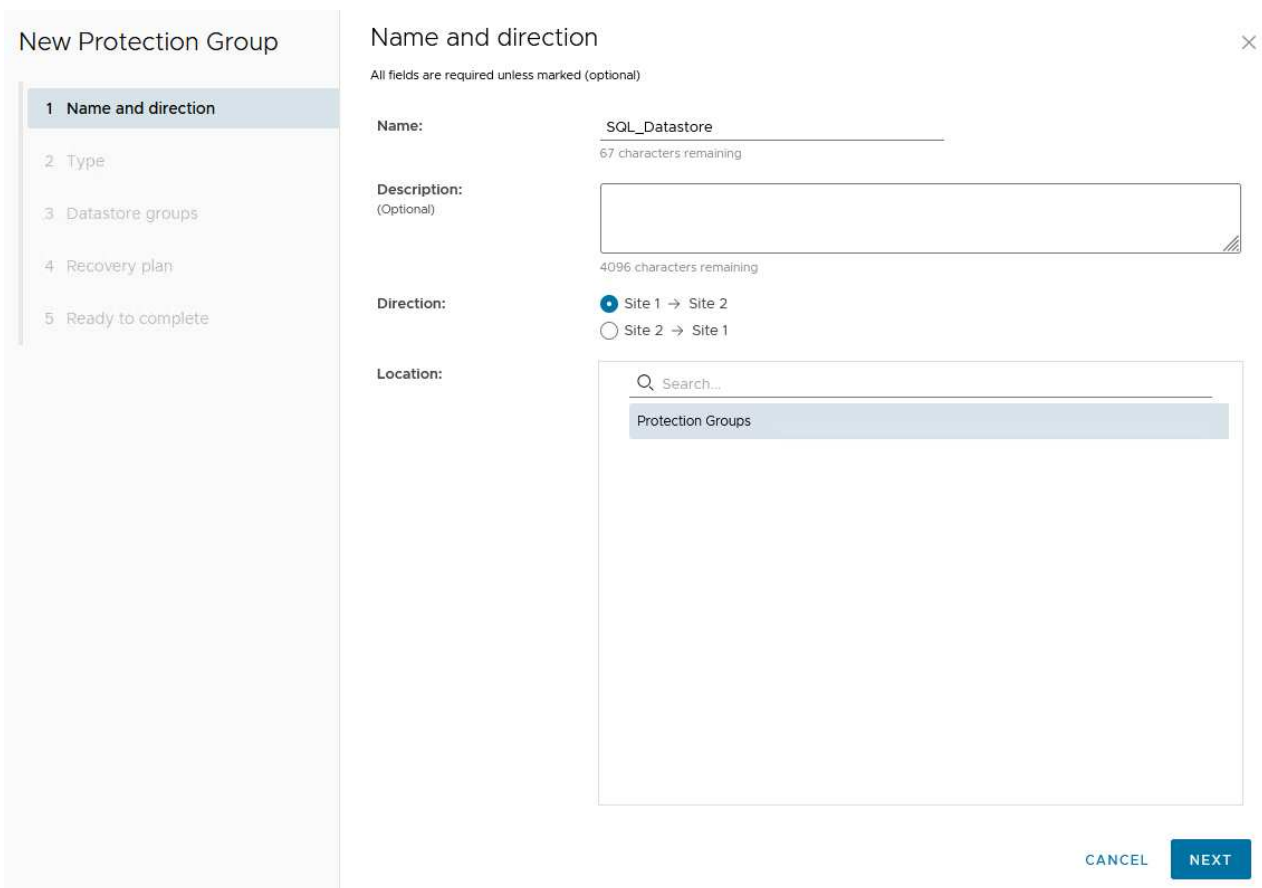 New Protection Group
1 Name and direction
2 Type
3 Datastore groups
4 Recovery plan
5 Ready to complete
Name and direction
All fields are required unless marked (optional)
Name:
SQL_Datastore
67 characters remaining
Description:
(Optional)
4096 characters remaining
Direction:
Site 1 → Site 2
Site 2 → Site 1
Location:
Search...
Protection Groups
CANCEL NEXT